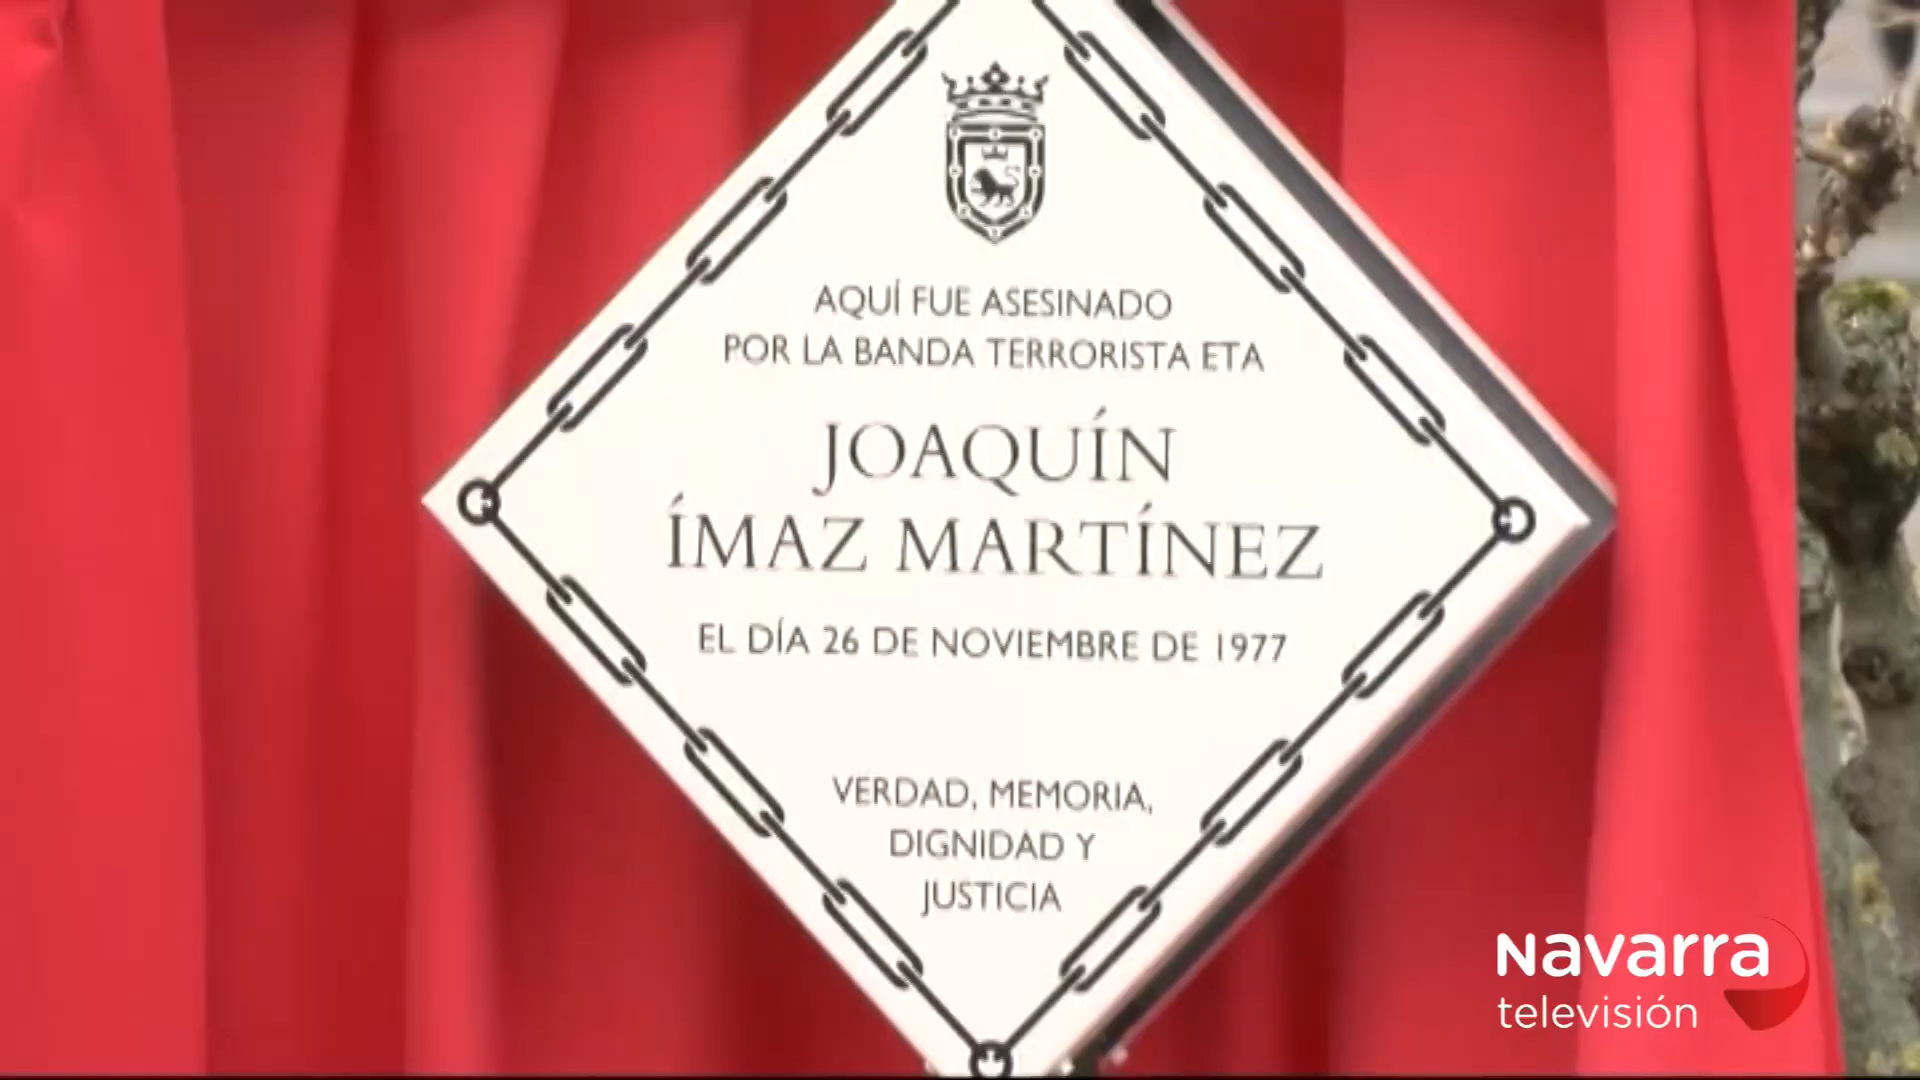 AQUÍ FUE ASESINADO
POR LA BANDA TERRORISTA ETA
JOAQUÍN
ÍMAZ MARTÍNEZ
EL DÍA 26 DE NOVIEMBRE DE 1977
VERDAD, MEMORIA,
DIGNIDAD Y
JUSTICIA
Navarra
televisión